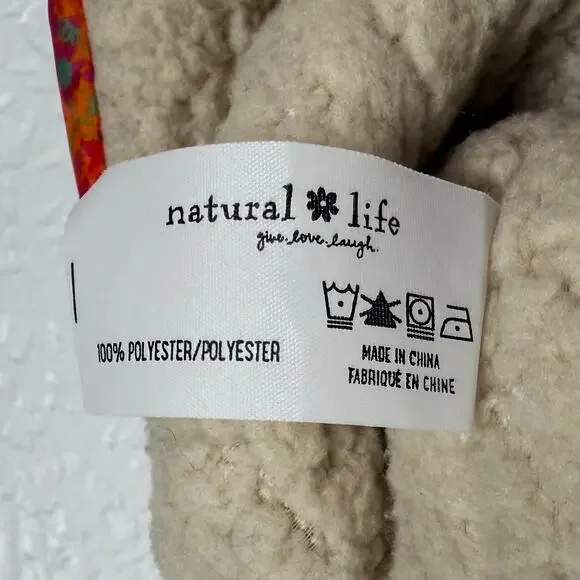 natural life
give.love.laugh.
100% POLYESTER/POLYESTER
MADE IN CHINA
FABRIQUÉ EN CHINE